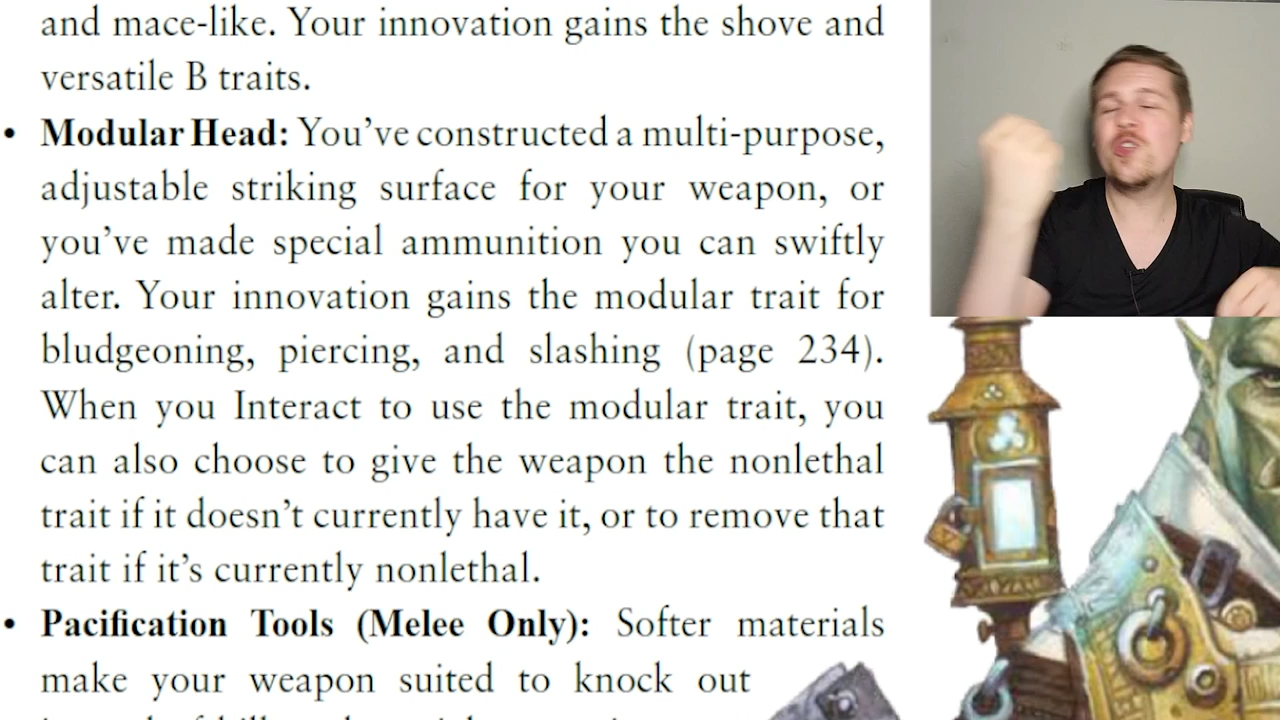 and mace-like. Your innovation gains the shove and
versatile B traits.
• Modular Head: You’ve constructed a multi-purpose,
adjustable striking surface for your weapon, or
you’ve made special ammunition you can swiftly
alter. Your innovation gains the modular trait for
bludgeoning, piercing, and slashing (page 234).
When you Interact to use the modular trait, you
can also choose to give the weapon the nonlethal
trait if it doesn’t currently have it, or to remove that
trait if it’s currently nonlethal.
• Pacification Tools (Melee Only): Softer materials
make your weapon suited to knock out